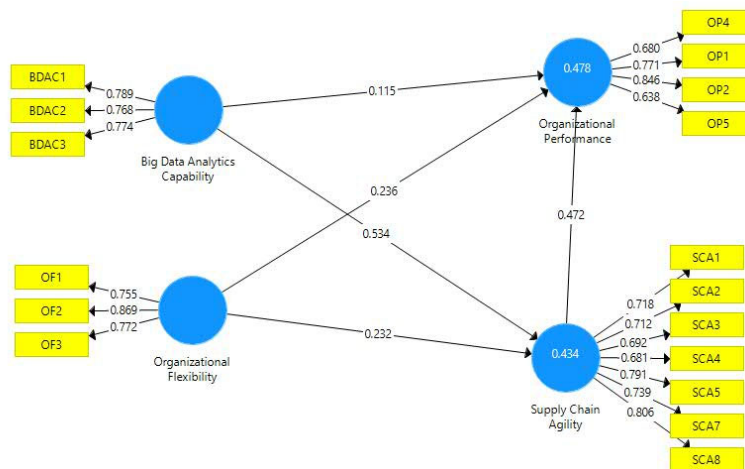 BDAC1
BDAC2
BDAC3
0.789
0.768
0.774
Big Data Analytics
Capability
0.115
0.478
Organizational
Performance
0.680
0.771
0.846
0.638
OP4
OP1
OP2
OP5
0.236
0.534
0.472
OF1
OF2
OF3
0.755
0.869
0.772
Organizational
Flexibility
0.232
0.434
Supply Chain
Agility
0.718
0.712
0.692
0.681
0.791
0.739
0.806
SCA1
SCA2
SCA3
SCA4
SCA5
SCA7
SCA8